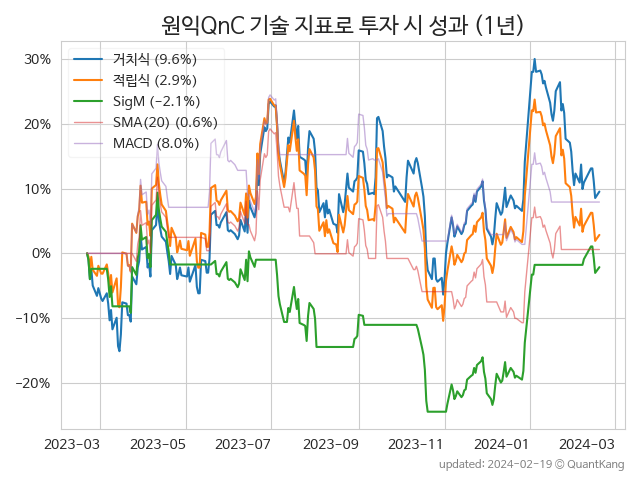 원익QnC 기술 지표로 투자 시 성과 (1년)
거치식 (9.6%)
적립식 (2.9%)
SigM (−2.1%)
SMA(20) (0.6%)
MACD (8.0%)
30%
20%
10%
0%
−10%
−20%
2023-03 2023-05 2023-07 2023-09 2023-11 2024-01 2024-03
updated: 2024-02-19 © QuantKang